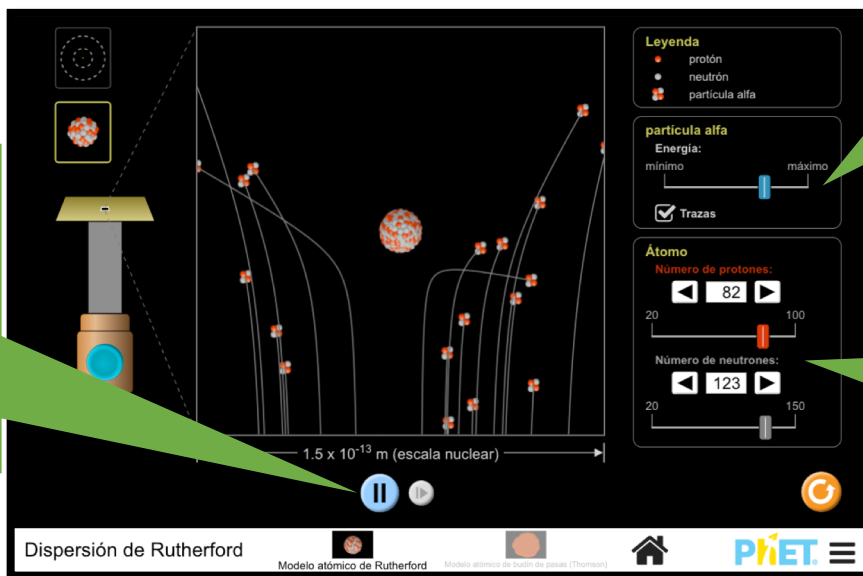 Leyenda
protón
neutrón
partícula alfa
partícula alfa
Energía:
mínimo máximo
Trazas
Átomo
Número de protones:
82
20 100
Número de neutrones:
123
20 150
1.5 x 10⁻¹³ m (escala nuclear)
Dispersión de Rutherford
Modelo atómico de Rutherford
Modelo atómico de budín de pasas (Thomson)
PhET